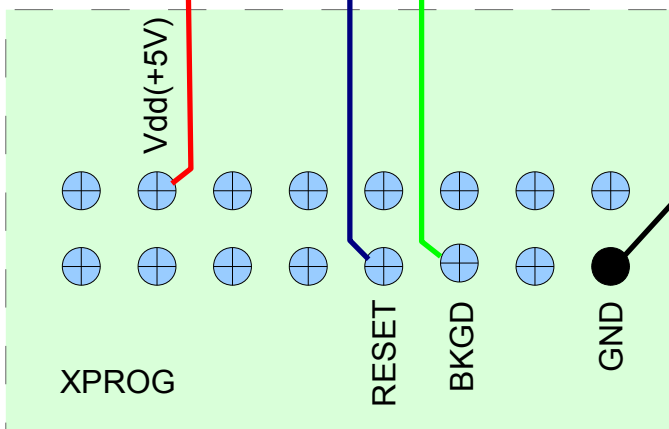 Vdd(+5V)
RESET
BKGD
GND
XPROG